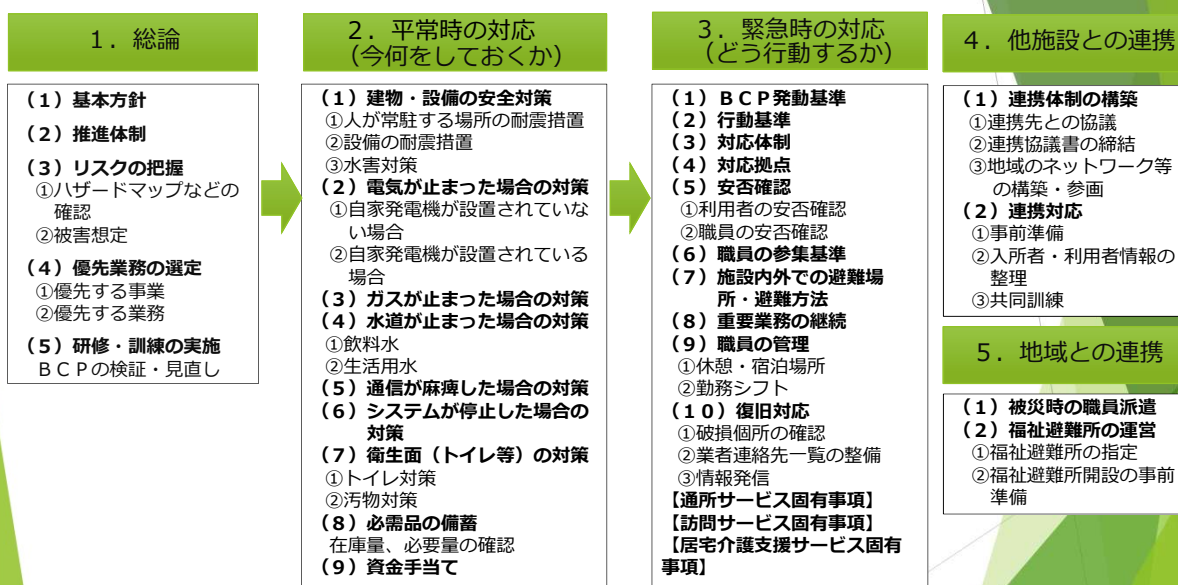 1．総論
(1)基本方針
(2)推進体制
(3)リスクの把握
①ハザードマップなどの
確認
②被害想定
(4)優先業務の選定
①優先する事業
②優先する業務
(5)研修・訓練の実施
ＢＣＰの検証・見直し
2．平常時の対応
(今何をしておくか)
(1)建物・設備の安全対策
①人が常駐する場所の耐震措置
②設備の耐震措置
③水害対策
(2)電気が止まった場合の対策
①自家発電機が設置されていな
い場合
②自家発電機が設置されている
場合
(3)ガスが止まった場合の対策
(4)水道が止まった場合の対策
①飲料水
②生活用水
(5)通信が麻痺した場合の対策
(6)システムが停止した場合の
対策
(7)衛生面（トイレ等）の対策
①トイレ対策
②汚物対策
(8)必需品の備蓄
在庫量、必要量の確認
(9)資金手当て
3．緊急時の対応
(どう行動するか)
(1)ＢＣＰ発動基準
(2)行動基準
(3)対応体制
(4)対応拠点
(5)安否確認
①利用者の安否確認
②職員の安否確認
(6)職員の参集基準
(7)施設内外での避難場
所・避難方法
(8)重要業務の継続
(9)職員の管理
①休憩・宿泊場所
②勤務シフト
(10)復旧対応
①破損個所の確認
②業者連絡先一覧の整備
③情報発信
【通所サービス固有事項】
【訪問サービス固有事項】
【居宅介護支援サービス固有
事項】
4．他施設との連携
(1)連携体制の構築
①連携先との協議
②連携協議書の締結
③地域のネットワーク等
の構築・参画
(2)連携対応
①事前準備
②入所者・利用者情報の
整理
③共同訓練
5．地域との連携
(1)被災時の職員派遣
(2)福祉避難所の運営
①福祉避難所の指定
②福祉避難所開設の事前
準備